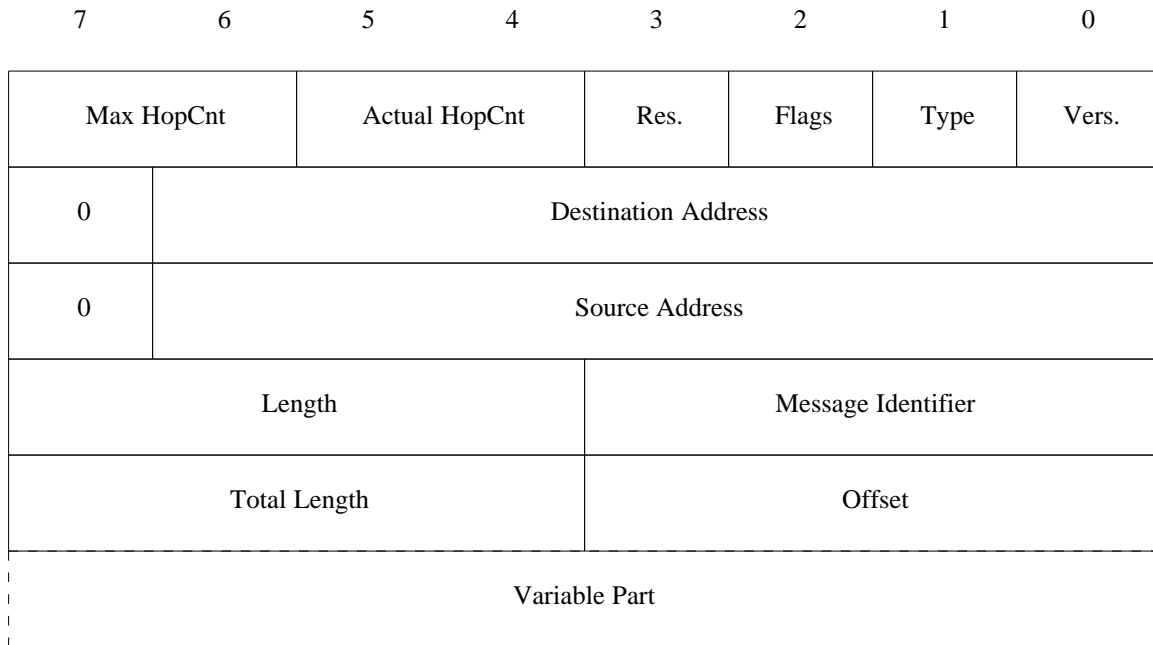 7 6 5 4 3 2 1 0
Max HopCnt Actual HopCnt Res. Flags Type Vers.
0 Destination Address
0 Source Address
Length Message Identifier
Total Length Offset
Variable Part